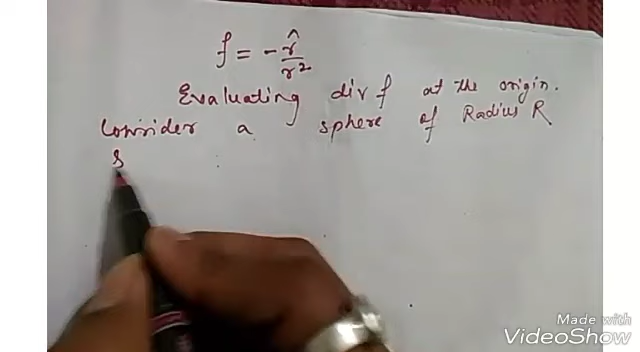 f = - r̂/r²
Evaluating div f at the origin.
Consider a sphere of Radius R
S
Made with
VideoShow